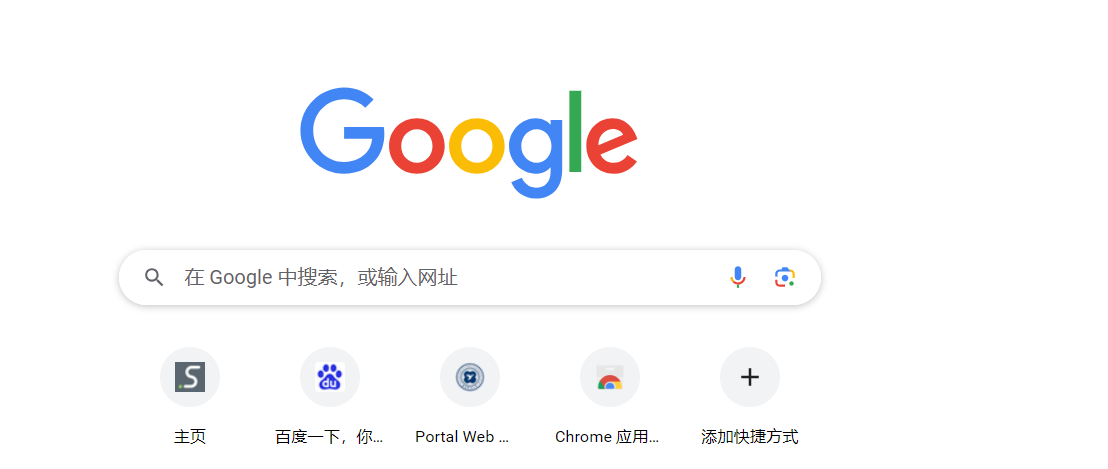 Google
在 Google 中搜索，或输入网址
主页
百度一下，你...
Portal Web ...
Chrome 应用...
添加快捷方式